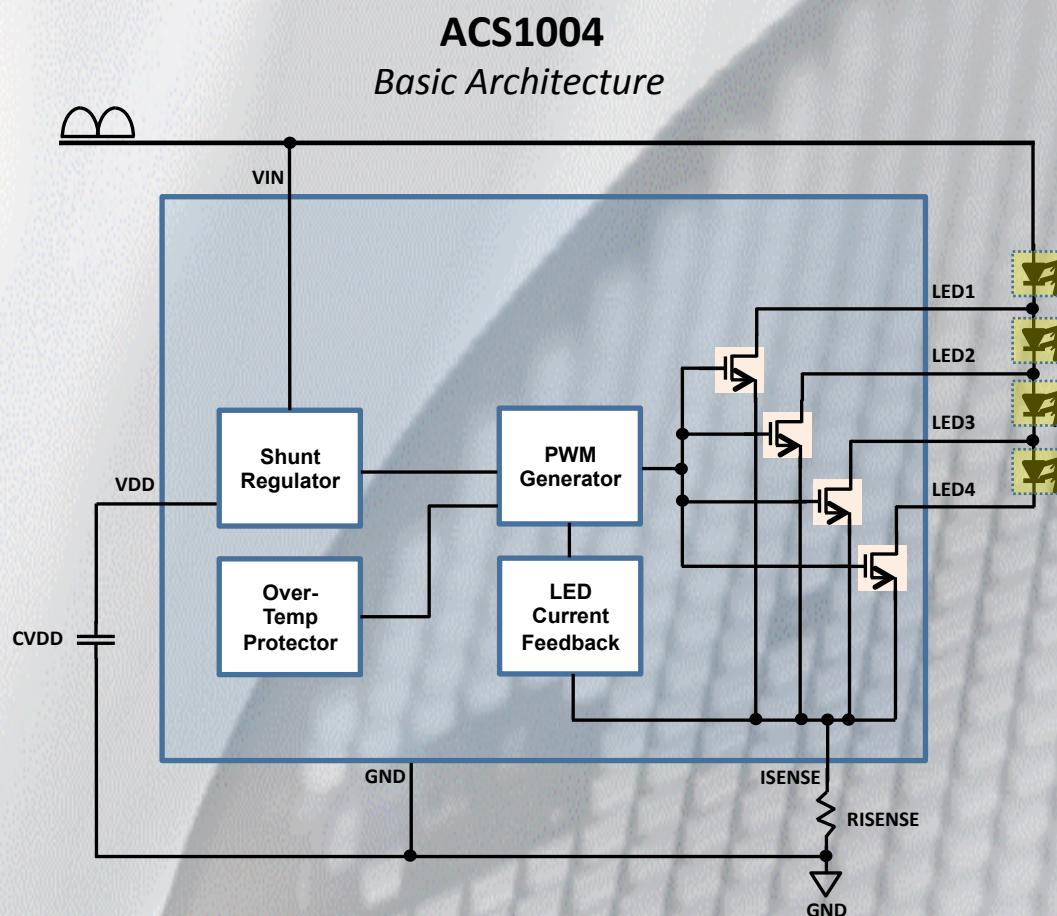 ACS1004
Basic Architecture
VIN
LED1
LED2
LED3
LED4
Shunt
Regulator
PWM
Generator
VDD
Over-
Temp
Protector
LED
Current
Feedback
CVDD
GND
ISENSE
RISENSE
GND